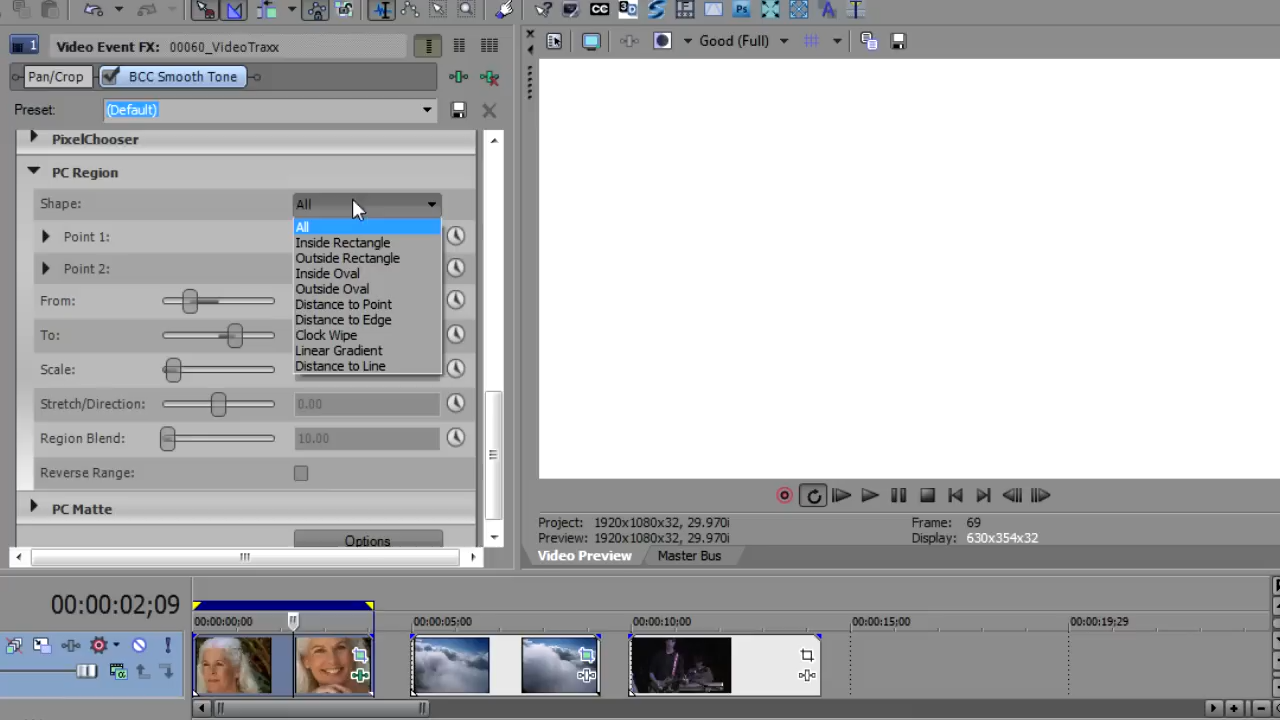 CC
3D
Ps
A
1
Video Event FX: 00060_VideoTraxx
Good (Full)
Pan/Crop
BCC Smooth Tone
Preset:
(Default)
PixelChooser
PC Region
Shape:
All
All
Inside Rectangle
Outside Rectangle
Inside Oval
Outside Oval
Distance to Point
Distance to Edge
Clock Wipe
Linear Gradient
Distance to Line
Point 1:
Point 2:
From:
To:
Scale:
Stretch/Direction:
0.00
Region Blend:
10.00
Reverse Range:
PC Matte
Options
Project: 1920x1080x32, 29.970i
Frame: 69
Preview: 1920x1080x32, 29.970i
Display: 630x354x32
Video Preview
Master Bus
00:00:02;09
00:00:00;00
00:00:05;00
00:00:10;00
00:00:15;00
00:00:19;29